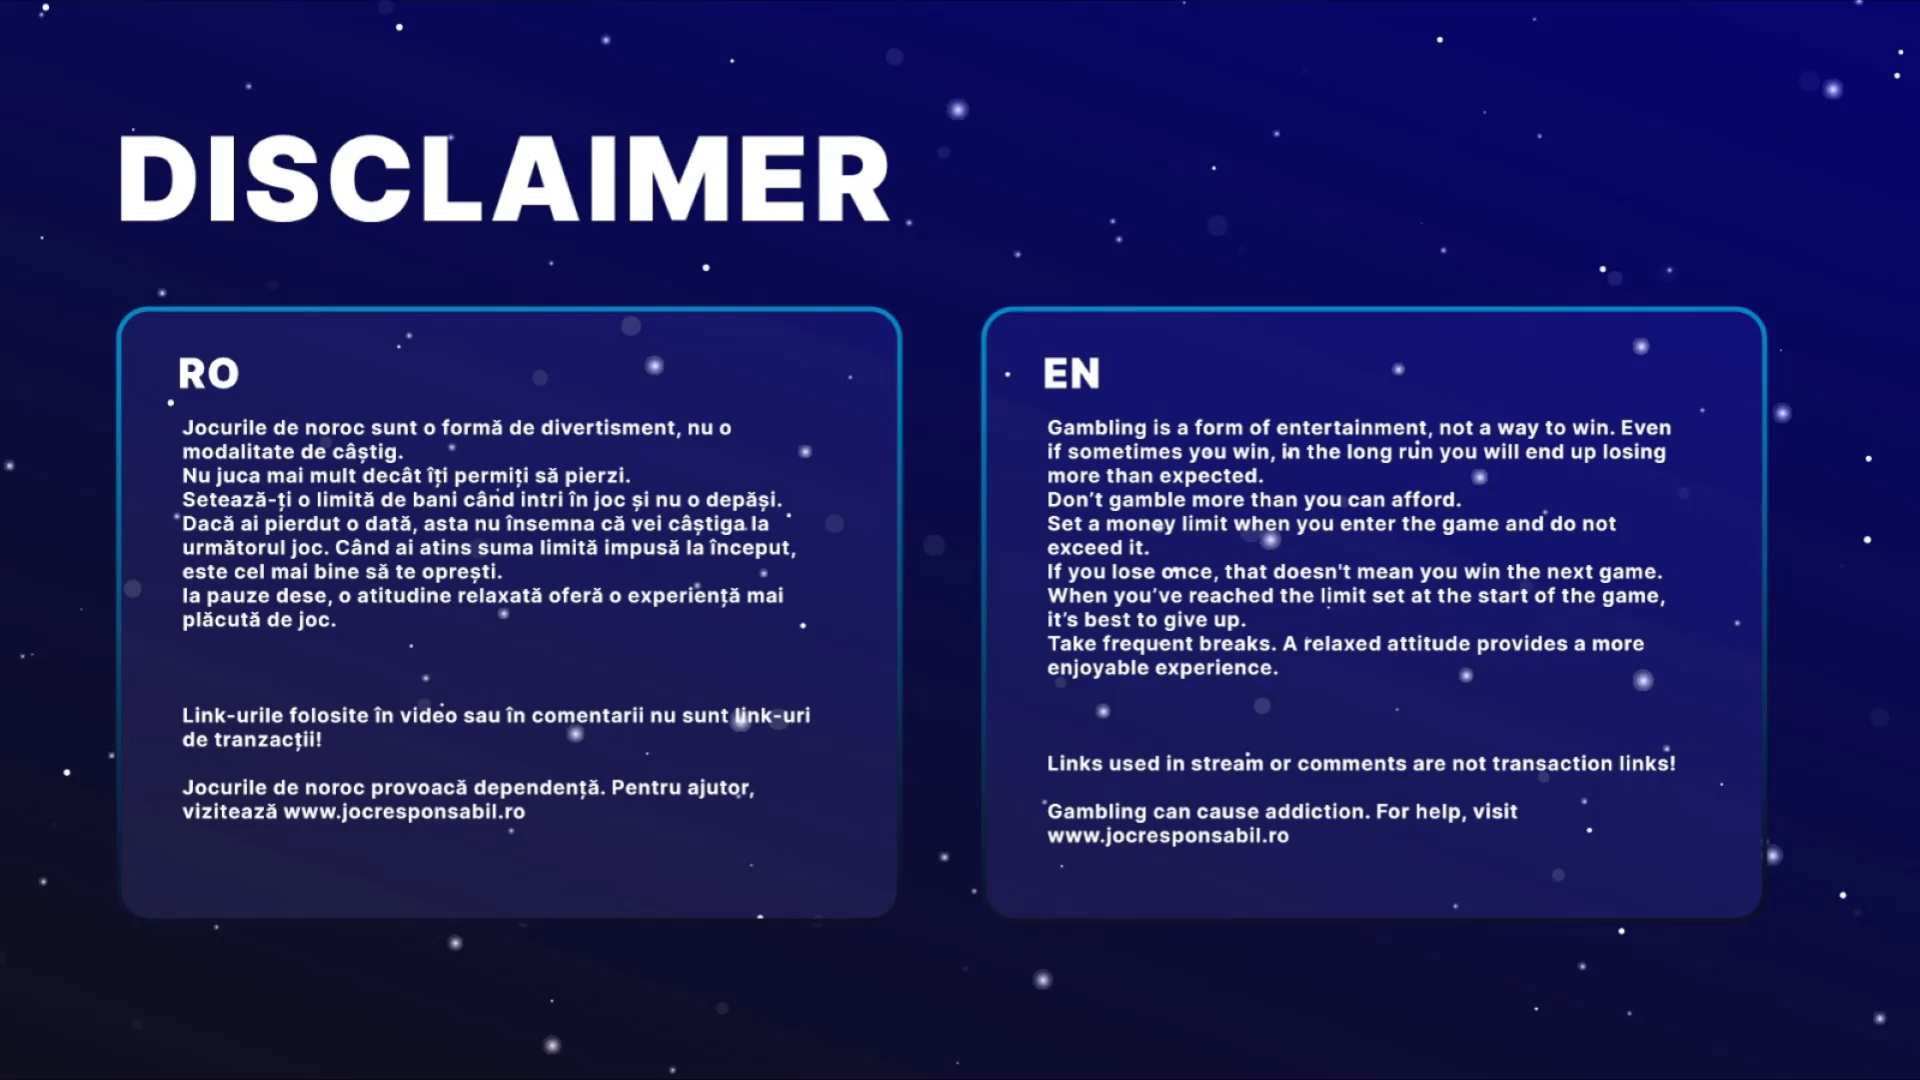 DISCLAIMER
RO
Jocurile de noroc sunt o formă de divertisment, nu o
modalitate de câștig.
Nu juca mai mult decât îți permiți să pierzi.
Setează-ți o limită de bani când intri în joc și nu o depăși.
Dacă ai pierdut o dată, asta nu însemna că vei câștiga la
următorul joc. Când ai atins suma limită impusă la început,
este cel mai bine să te oprești.
Ia pauze dese, o atitudine relaxată oferă o experiență mai
plăcută de joc.
Link-urile folosite în video sau în comentarii nu sunt link-uri
de tranzacții!
Jocurile de noroc provoacă dependență. Pentru ajutor,
vizitează www.jocresponsabil.ro
EN
Gambling is a form of entertainment, not a way to win. Even
if sometimes you win, in the long run you will end up losing
more than expected.
Don’t gamble more than you can afford.
Set a money limit when you enter the game and do not
exceed it.
If you lose once, that doesn't mean you win the next game.
When you’ve reached the limit set at the start of the game,
it’s best to give up.
Take frequent breaks. A relaxed attitude provides a more
enjoyable experience.
Links used in stream or comments are not transaction links!
Gambling can cause addiction. For help, visit
www.jocresponsabil.ro